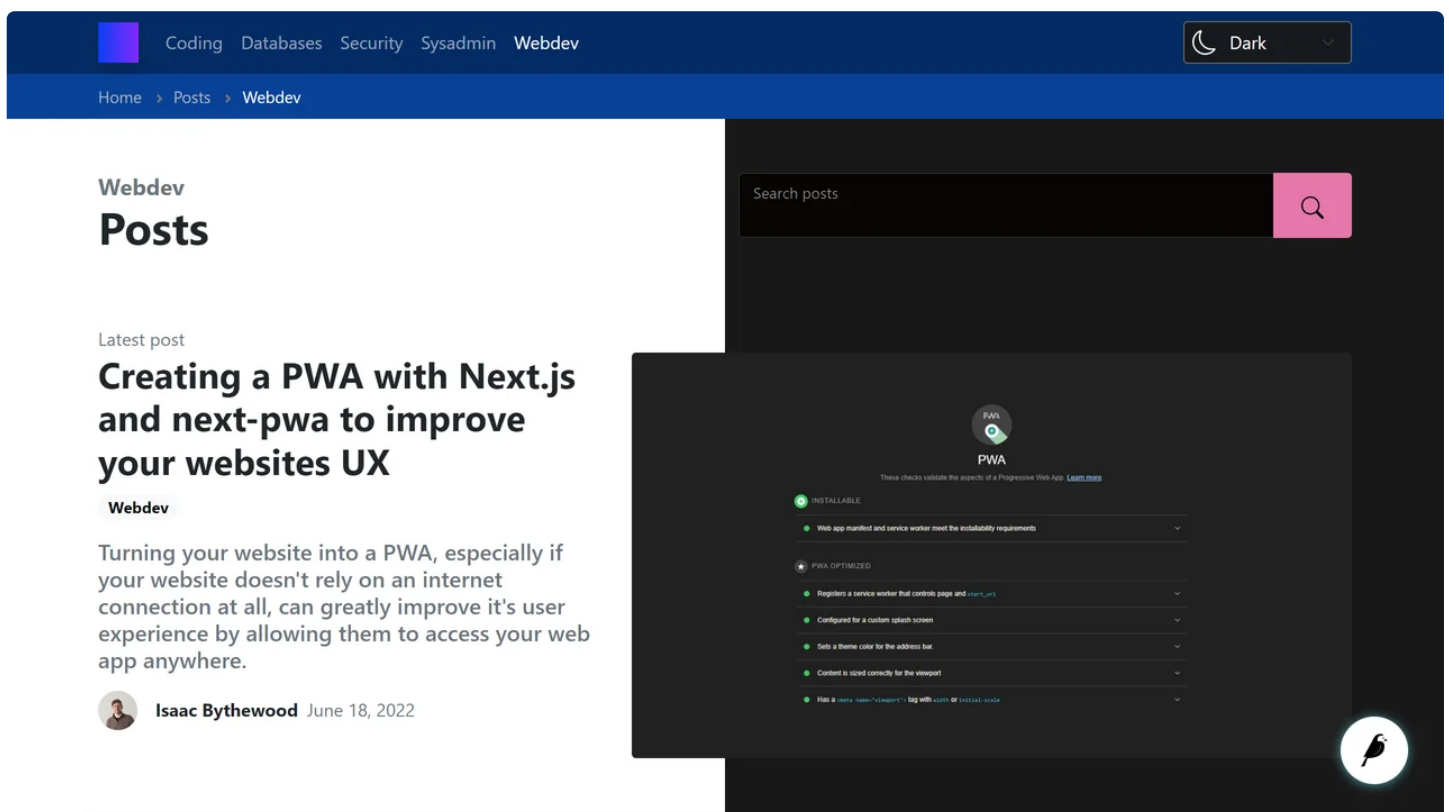 Coding Databases Security Sysadmin Webdev
Dark
Home > Posts > Webdev
Webdev
Posts
Search posts
Latest post
Creating a PWA with Next.js
and next-pwa to improve
your websites UX
Webdev
Turning your website into a PWA, especially if
your website doesn't rely on an internet
connection at all, can greatly improve it's user
experience by allowing them to access your web
app anywhere.
Isaac Bythewood June 18, 2022
PWA
PWA
These checks validate the aspects of a Progressive Web App. Learn more
INSTALLABLE
Web app manifest and service worker meet the installability requirements
PWA OPTIMIZED
Registers a service worker that controls page and start_url
Configured for a custom splash screen
Sets a theme color for the address bar.
Content is sized correctly for the viewport
Has a <meta name="viewport"> tag with width or initial-scale